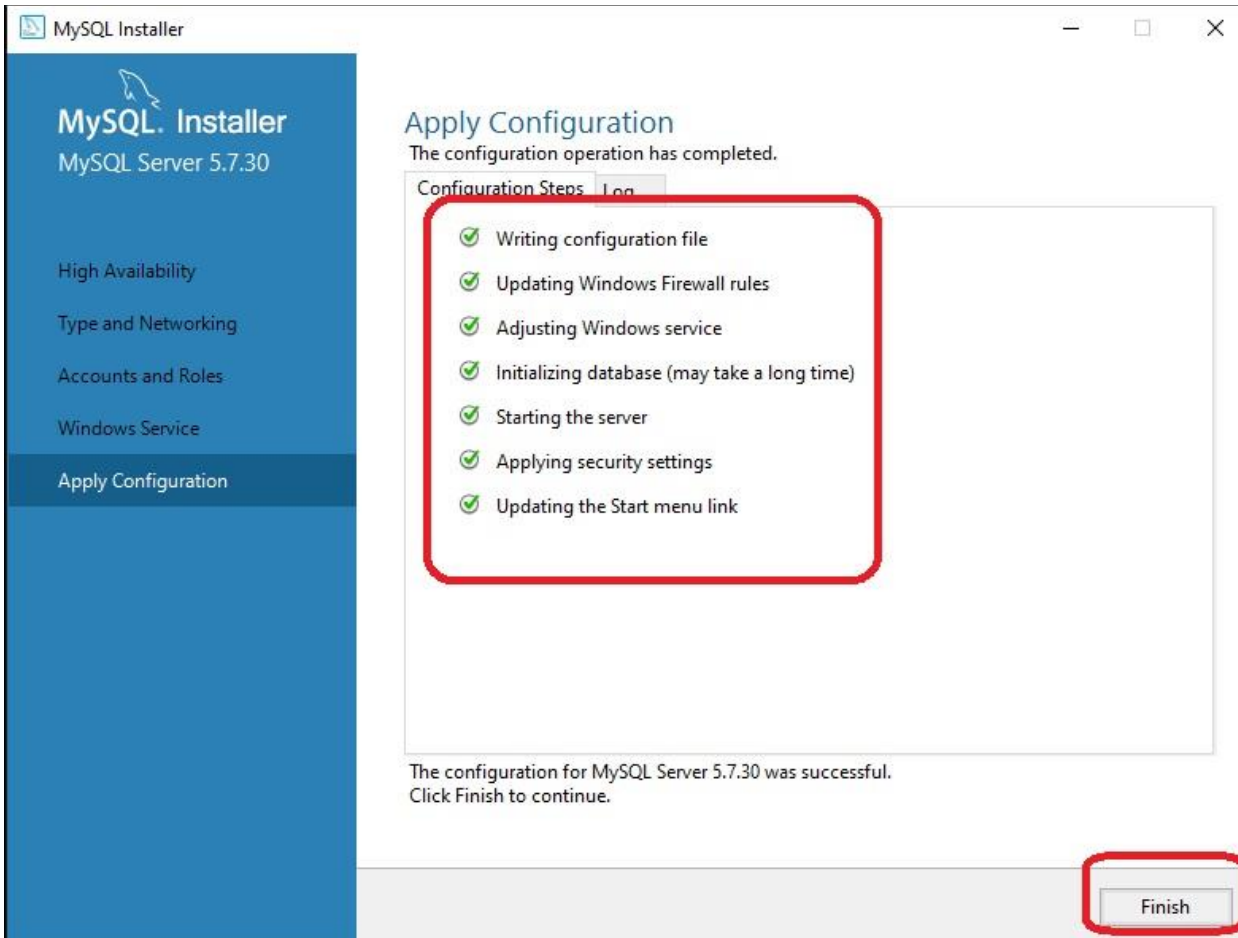 MySQL Installer
MySQL. Installer
MySQL Server 5.7.30
High Availability
Type and Networking
Accounts and Roles
Windows Service
Apply Configuration
Apply Configuration
The configuration operation has completed.
Configuration Steps Log
Writing configuration file
Updating Windows Firewall rules
Adjusting Windows service
Initializing database (may take a long time)
Starting the server
Applying security settings
Updating the Start menu link
The configuration for MySQL Server 5.7.30 was successful.
Click Finish to continue.
Finish